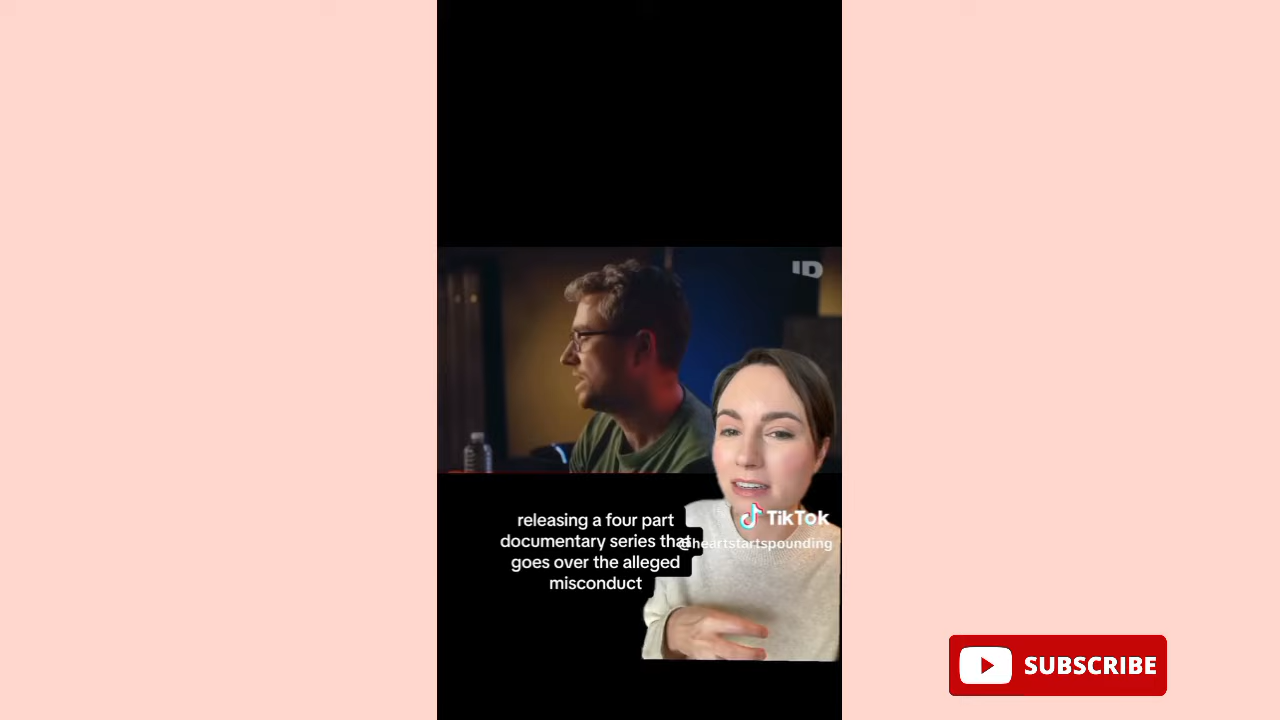 ID
releasing a four part
documentary series that
goes over the alleged
misconduct
TikTok
@heartstartspounding
SUBSCRIBE